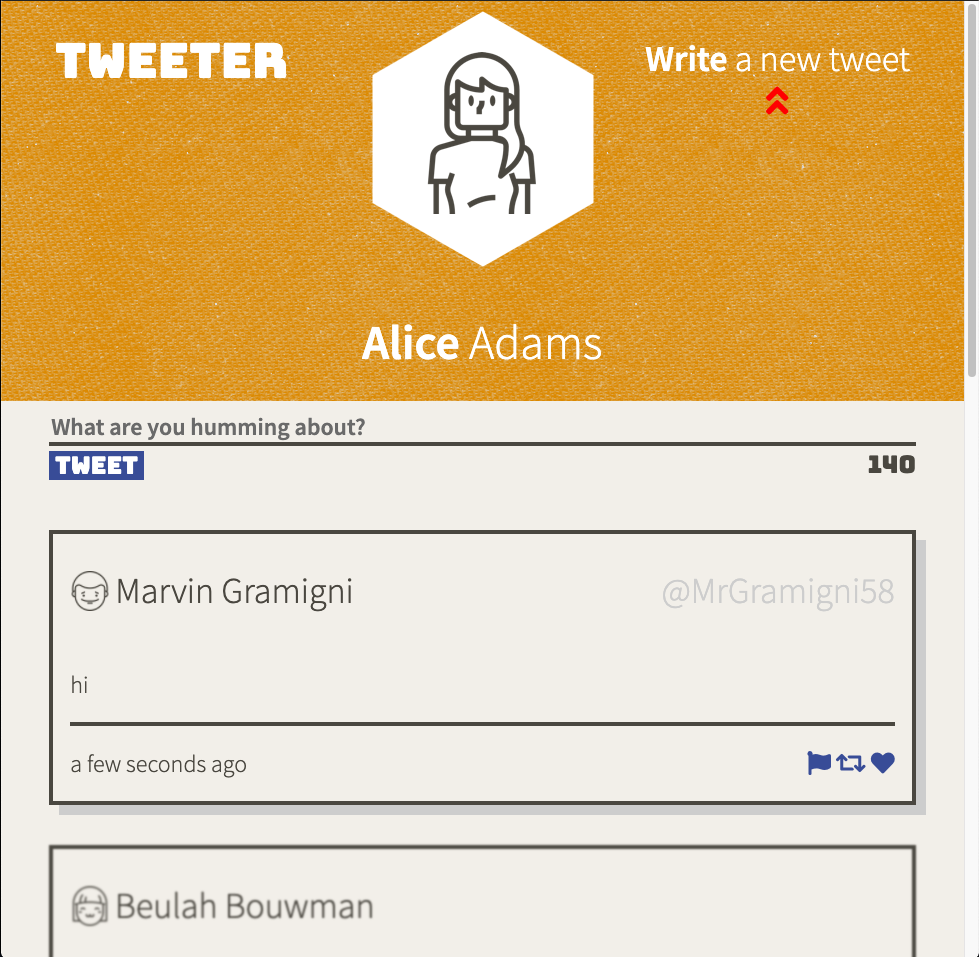 TWEETER
Write a new tweet
Alice Adams
What are you humming about?
TWEET
140
Marvin Gramigni
@MrGramigni58
hi
a few seconds ago
Beulah Bouwman